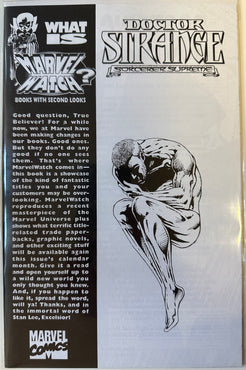 WHAT
IS
MARVEL
WATCH?
BOOKS WITH SECOND LOOKS
Good question, True
Believer! For a while
now, we at Marvel have
been making changes in
our books. Good ones.
But they don't do any
good if no one sees
them. That's where
MarvelWatch comes in—
this book is a showcase
of the kind of fantastic
titles you and your
customers may be over-
looking. MarvelWatch
reproduces a recent
masterpiece of the
Marvel Universe plus
shows what terrific title-
related trade paper-
backs, graphic novels,
and other exciting stuff
will be available again
this issue's calendar
month. Give it a read
and open yourself up to
a wild new world you
only thought you knew.
And, if you happen to
like it, spread the word,
will ya! Thanks, and in
the immortal word of
Stan Lee, Excelsior!
MARVEL
COMICS
DOCTOR
STRANGE
SORCERER SUPREME